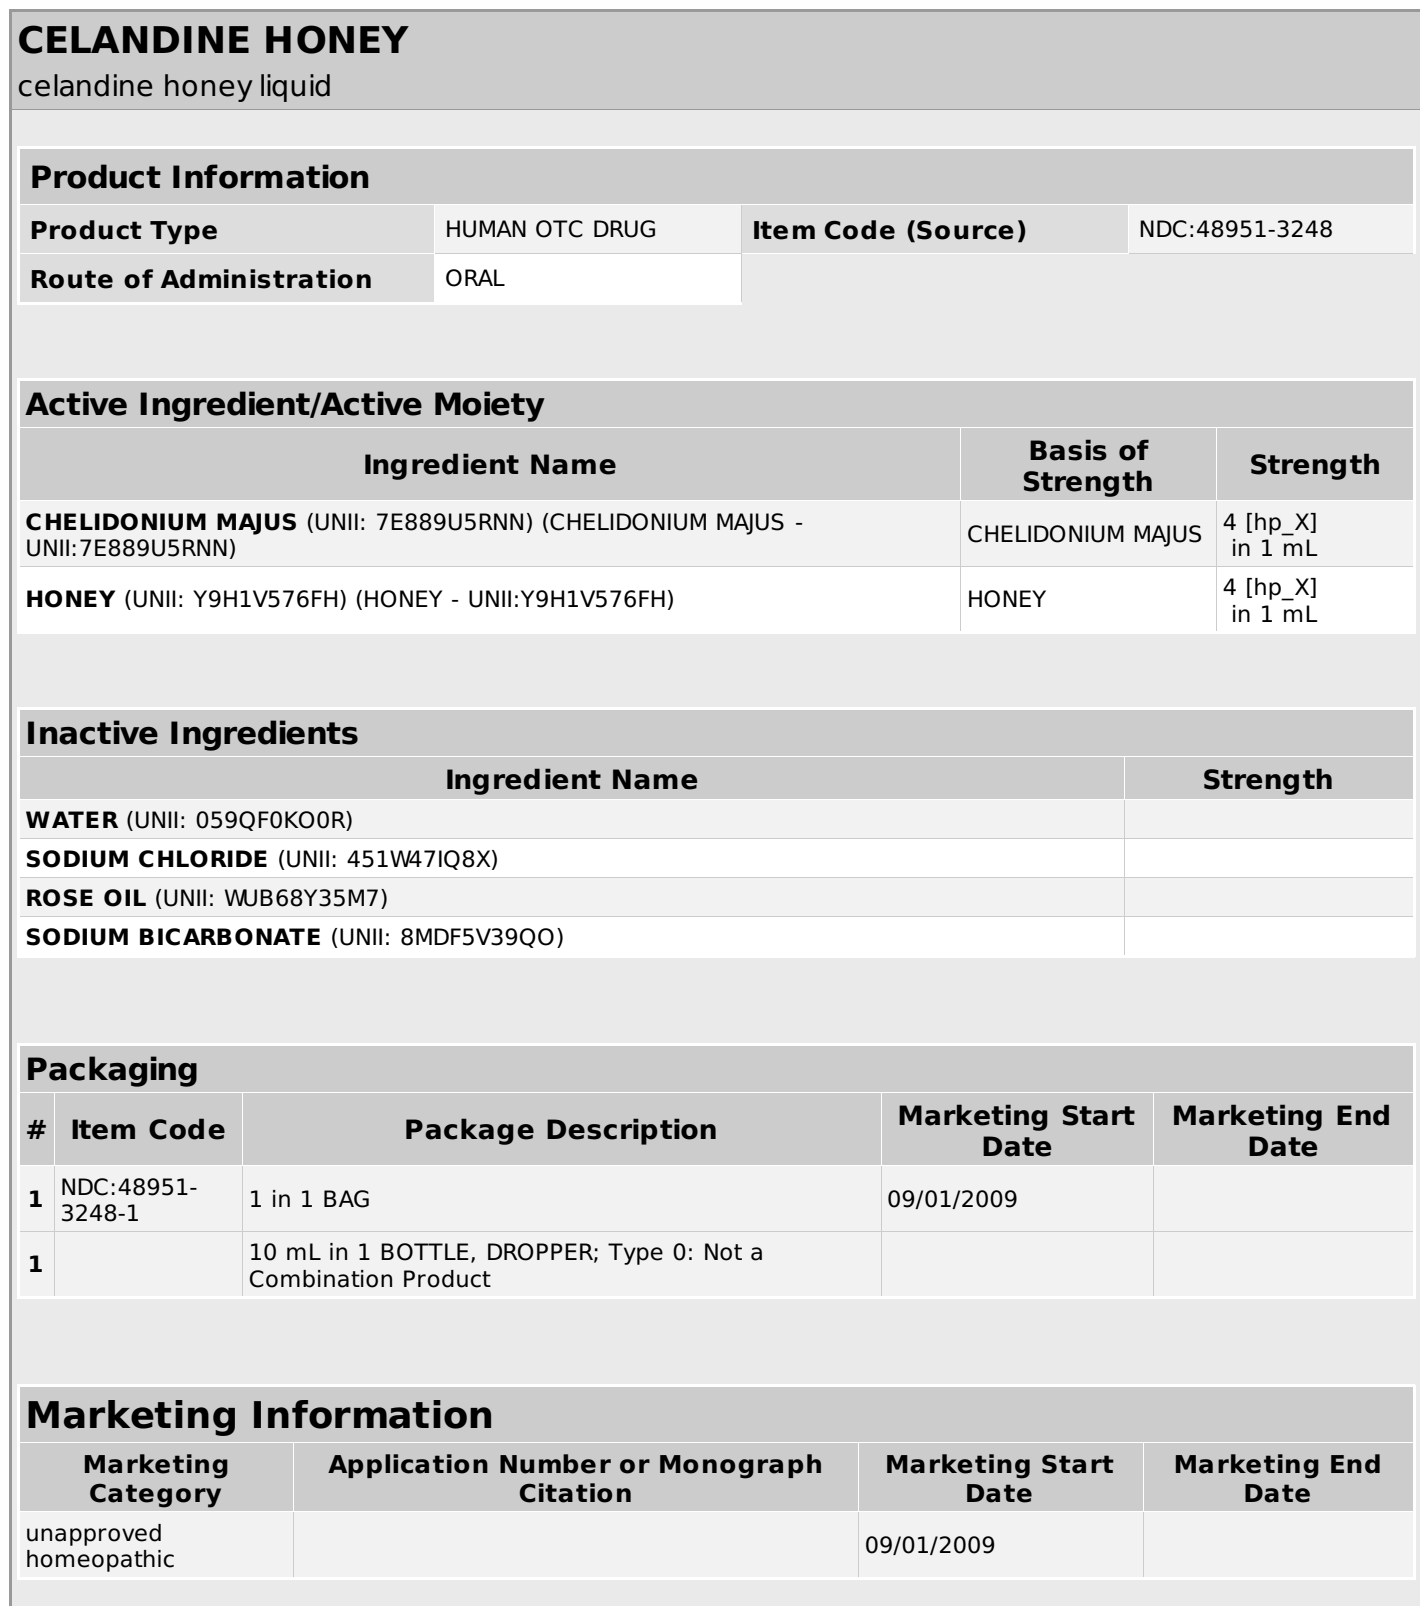 CELANDINE HONEY
celandine honey liquid
Product Information
Product Type HUMAN OTC DRUG Item Code (Source) NDC:48951-3248
Route of Administration ORAL
Active Ingredient/Active Moiety
Ingredient Name Basis of Strength Strength
CHELIDONIUM MAJUS (UNII: 7E889U5RNN) (CHELIDONIUM MAJUS -
UNII:7E889U5RNN) CHELIDONIUM MAJUS 4 [hp_X]
in 1 mL
HONEY (UNII: Y9H1V576FH) (HONEY - UNII:Y9H1V576FH) HONEY 4 [hp_X]
in 1 mL
Inactive Ingredients
Ingredient Name Strength
WATER (UNII: 059QF0KO0R)
SODIUM CHLORIDE (UNII: 451W47IQ8X)
ROSE OIL (UNII: WUB68Y35M7)
SODIUM BICARBONATE (UNII: 8MDF5V39QO)
Packaging
# Item Code Package Description Marketing Start
Date Marketing End
Date
1 NDC:48951-
3248-1 1 in 1 BAG 09/01/2009
1 10 mL in 1 BOTTLE, DROPPER; Type 0: Not a
Combination Product
Marketing Information
Marketing
Category Application Number or Monograph
Citation Marketing Start
Date Marketing End
Date
unapproved
homeopathic 09/01/2009